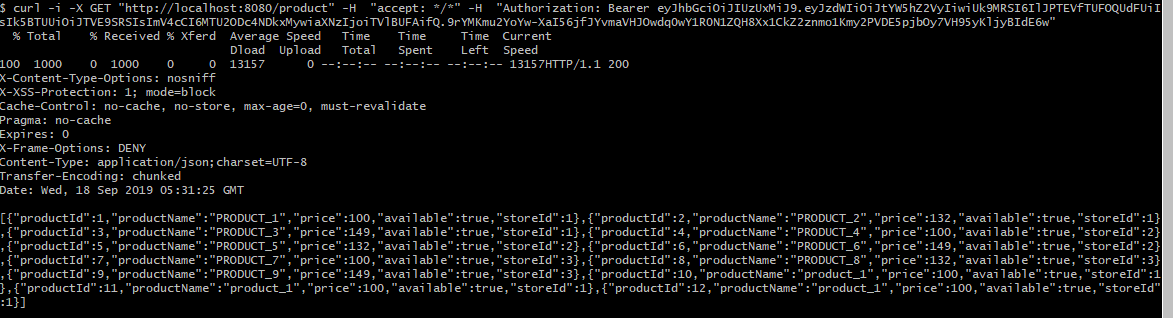 $ curl -i -X GET "http://localhost:8080/product" -H  "accept: */*" -H  "Authorization: Bearer
  % Total    % Received % Xferd  Average Speed   Time    Time     Time  Current
                                 Dload  Upload   Total   Spent    Left  Speed
100  1000    0  1000    0     0  13157      0 --:--:-- --:--:-- --:--:-- 13157HTTP/1.1 200
X-Content-Type-Options: nosniff
X-XSS-Protection: 1; mode=block
Cache-Control: no-cache, no-store, max-age=0, must-revalidate
Pragma: no-cache
Expires: 0
X-Frame-Options: DENY
Content-Type: application/json;charset=UTF-8
Transfer-Encoding: chunked
Date: Wed, 18 Sep 2019 05:31:25 GMT
[{"productId":1,"productName":"PRODUCT_1","price":100,"available":true,"storeId":1},{"productId":2,"productName":"PRODUCT_2","price":132,"available":true,"storeId":1}
,{"productId":3,"productName":"PRODUCT_3","price":149,"available":true,"storeId":1},{"productId":4,"productName":"PRODUCT_4","price":100,"available":true,"storeId":2}
,{"productId":5,"productName":"PRODUCT_5","price":132,"available":true,"storeId":2},{"productId":6,"productName":"PRODUCT_6","price":149,"available":true,"storeId":2}
,{"productId":7,"productName":"PRODUCT_7","price":100,"available":true,"storeId":3},{"productId":8,"productName":"PRODUCT_8","price":132,"available":true,"storeId":3}
,{"productId":9,"productName":"PRODUCT_9","price":149,"available":true,"storeId":3},{"productId":10,"productName":"product_1","price":100,"available":true,"storeId":1
},{"productId":11,"productName":"product_1","price":100,"available":true,"storeId":1},{"productId":12,"productName":"product_1","price":100,"available":true,"storeId"
:1}]